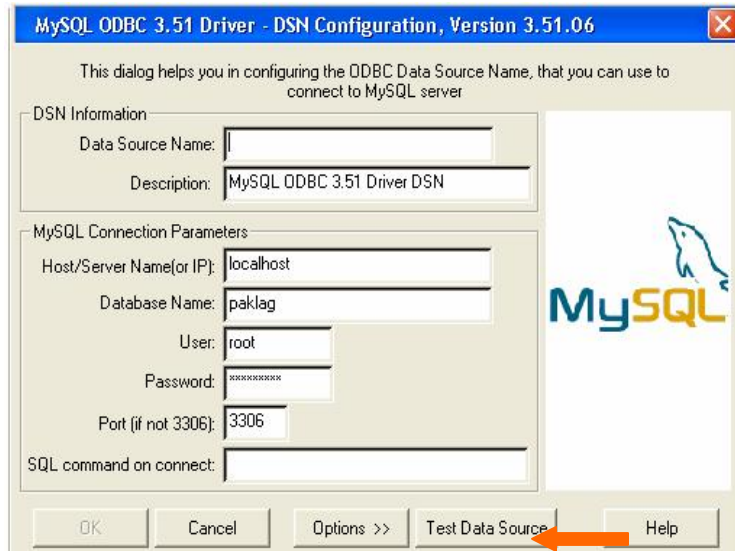 MySQL ODBC 3.51 Driver - DSN Configuration, Version 3.51.06
This dialog helps you in configuring the ODBC Data Source Name, that you can use to
connect to MySQL server
DSN Information
Data Source Name:
Description: MySQL ODBC 3.51 Driver DSN
MySQL Connection Parameters
Host/Server Name(or IP): localhost
Database Name: paklag
User: root
Password: *********
Port (if not 3306): 3306
SQL command on connect:
MySQL
OK Cancel Options >> Test Data Source Help